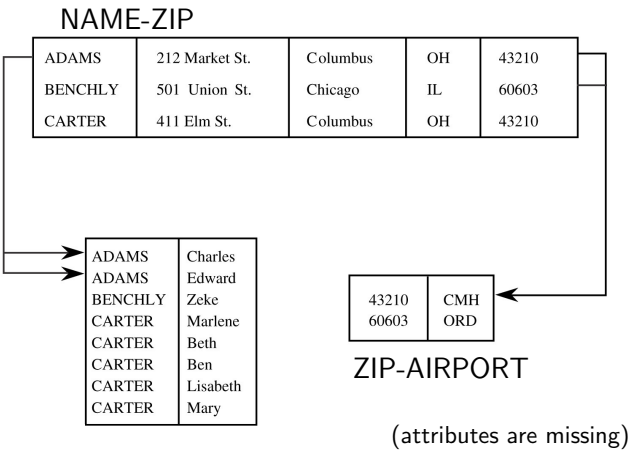 NAME-ZIP
ADAMS 212 Market St. Columbus OH 43210
BENCHLY 501 Union St. Chicago IL 60603
CARTER 411 Elm St. Columbus OH 43210
ADAMS Charles
ADAMS Edward
BENCHLY Zeke
CARTER Marlene
CARTER Beth
CARTER Ben
CARTER Lisabeth
CARTER Mary
43210 CMH
60603 ORD
ZIP-AIRPORT
(attributes are missing)